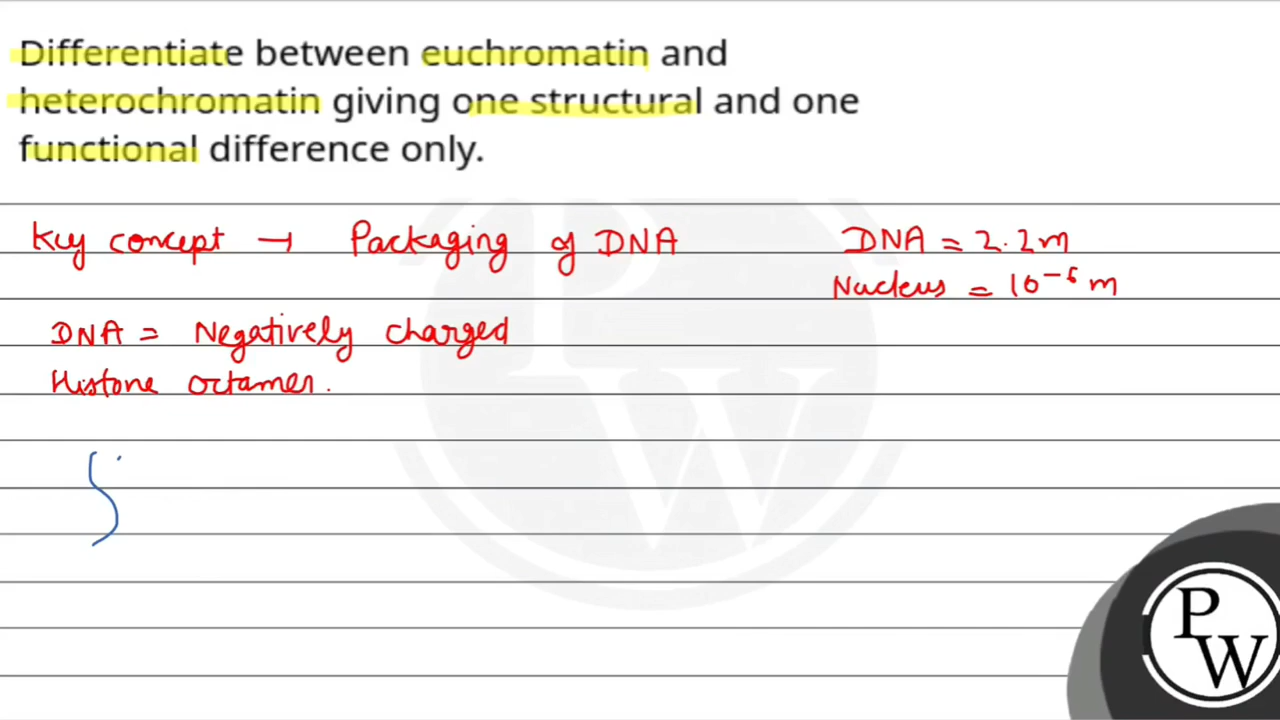 Differentiate between euchromatin and
heterochromatin giving one structural and one
functional difference only.
Key concept → Packaging of DNA
DNA = 2.2m
Nucleus = 10⁻⁶ m
DNA = Negatively charged
Histone octamer.
P
W
P
W